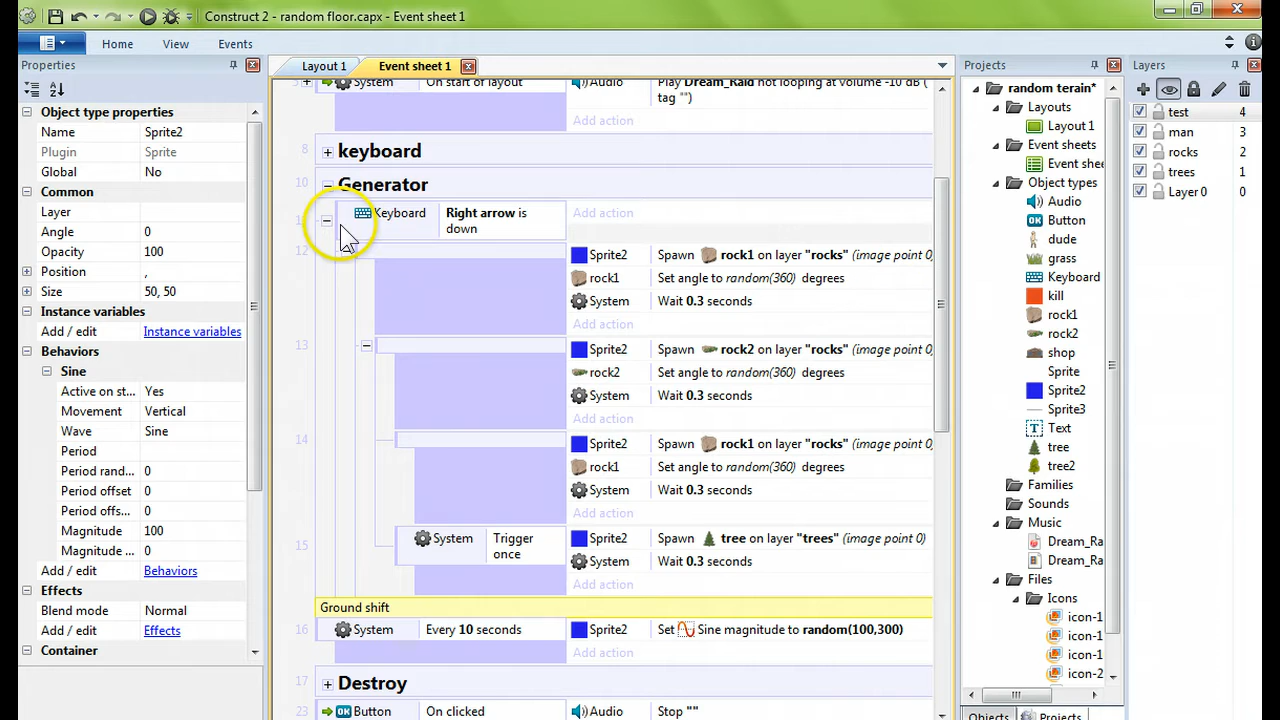 Construct 2 - random floor.capx - Event sheet 1
Home View Events
Properties
Object type properties
Name Sprite2
Plugin Sprite
Global No
Common
Layer
Angle 0
Opacity 100
Position ,
Size 50, 50
Instance variables
Add / edit Instance variables
Behaviors
Sine
Active on st... Yes
Movement Vertical
Wave Sine
Period
Period rand... 0
Period offset 0
Period offs... 0
Magnitude 100
Magnitude ... 0
Add / edit Behaviors
Effects
Blend mode Normal
Add / edit Effects
Container
Layout 1 Event sheet 1
System On start of layout Audio Play Dream_Raid not looping at volume -10 dB (
tag "")
Add action
8 keyboard
10 Generator
Keyboard Right arrow is
down
Add action
12 Sprite2 Spawn rock1 on layer "rocks" (image point 0)
rock1 Set angle to random(360) degrees
System Wait 0.3 seconds
Add action
13 Sprite2 Spawn rock2 on layer "rocks" (image point 0)
rock2 Set angle to random(360) degrees
System Wait 0.3 seconds
Add action
14 Sprite2 Spawn rock1 on layer "rocks" (image point 0)
rock1 Set angle to random(360) degrees
System Wait 0.3 seconds
Add action
15 System Trigger
once
Sprite2 Spawn tree on layer "trees" (image point 0)
System Wait 0.3 seconds
Add action
Ground shift
16 System Every 10 seconds Sprite2 Set Sine magnitude to random(100,300)
Add action
17 Destroy
23 Button On clicked Audio Stop ""
Projects
random terain*
Layouts
Layout 1
Event sheets
Event shee
Object types
Audio
Button
dude
grass
Keyboard
kill
rock1
rock2
shop
Sprite
Sprite2
Sprite3
Text
tree
tree2
Families
Sounds
Music
Dream_Ra
Dream_Ra
Files
Icons
icon-1
icon-1
icon-1
icon-2
Objects Projects
Layers
test 4
man 3
rocks 2
trees 1
Layer 0 0